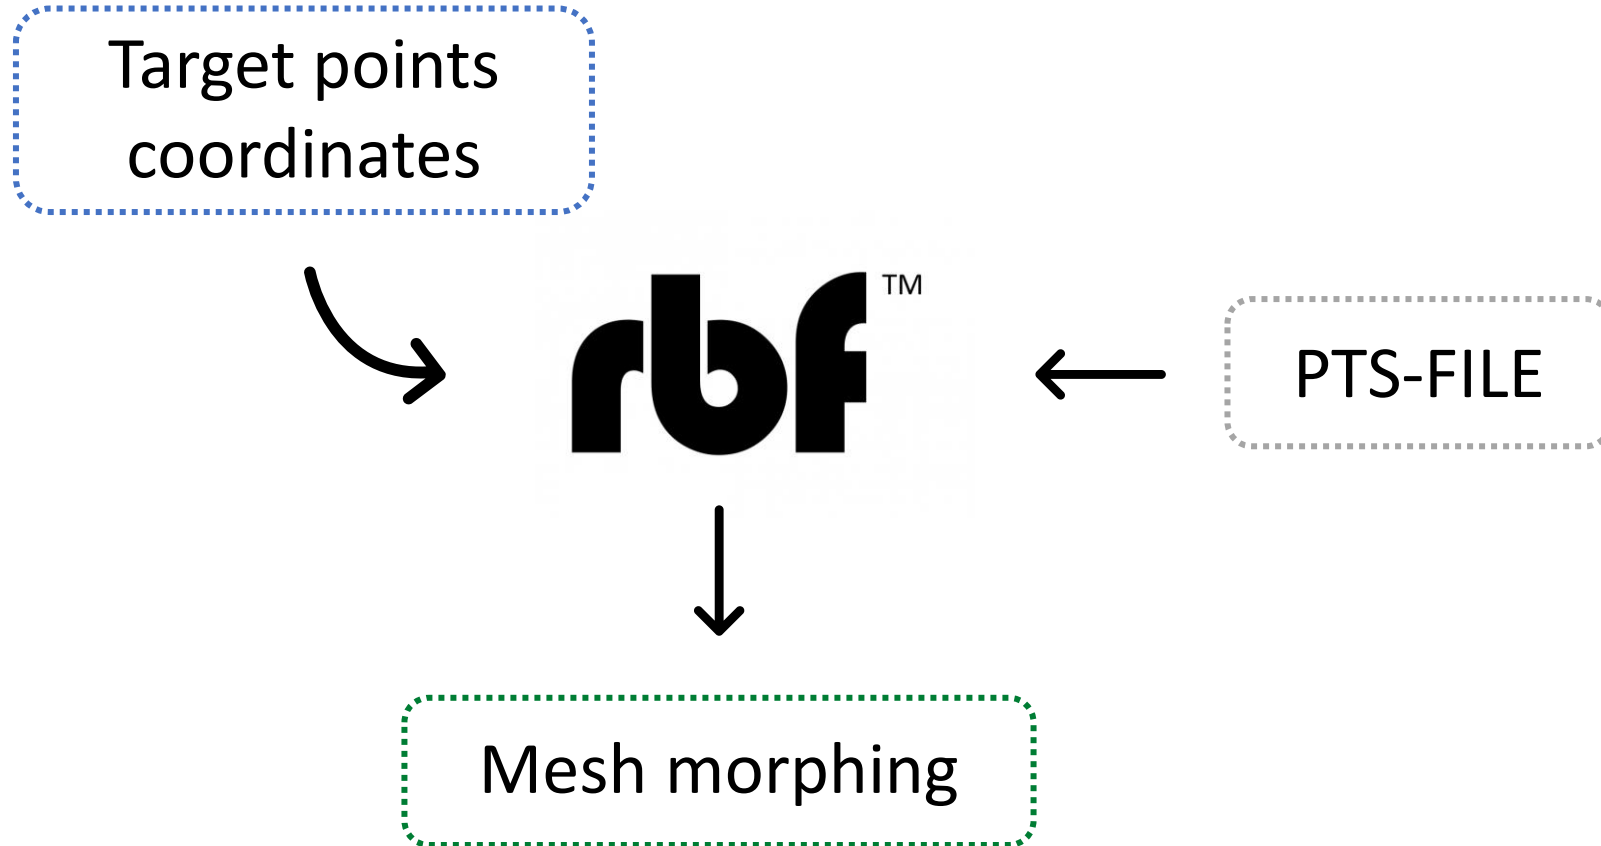 Target points
coordinates
rbf™
PTS-FILE
Mesh morphing